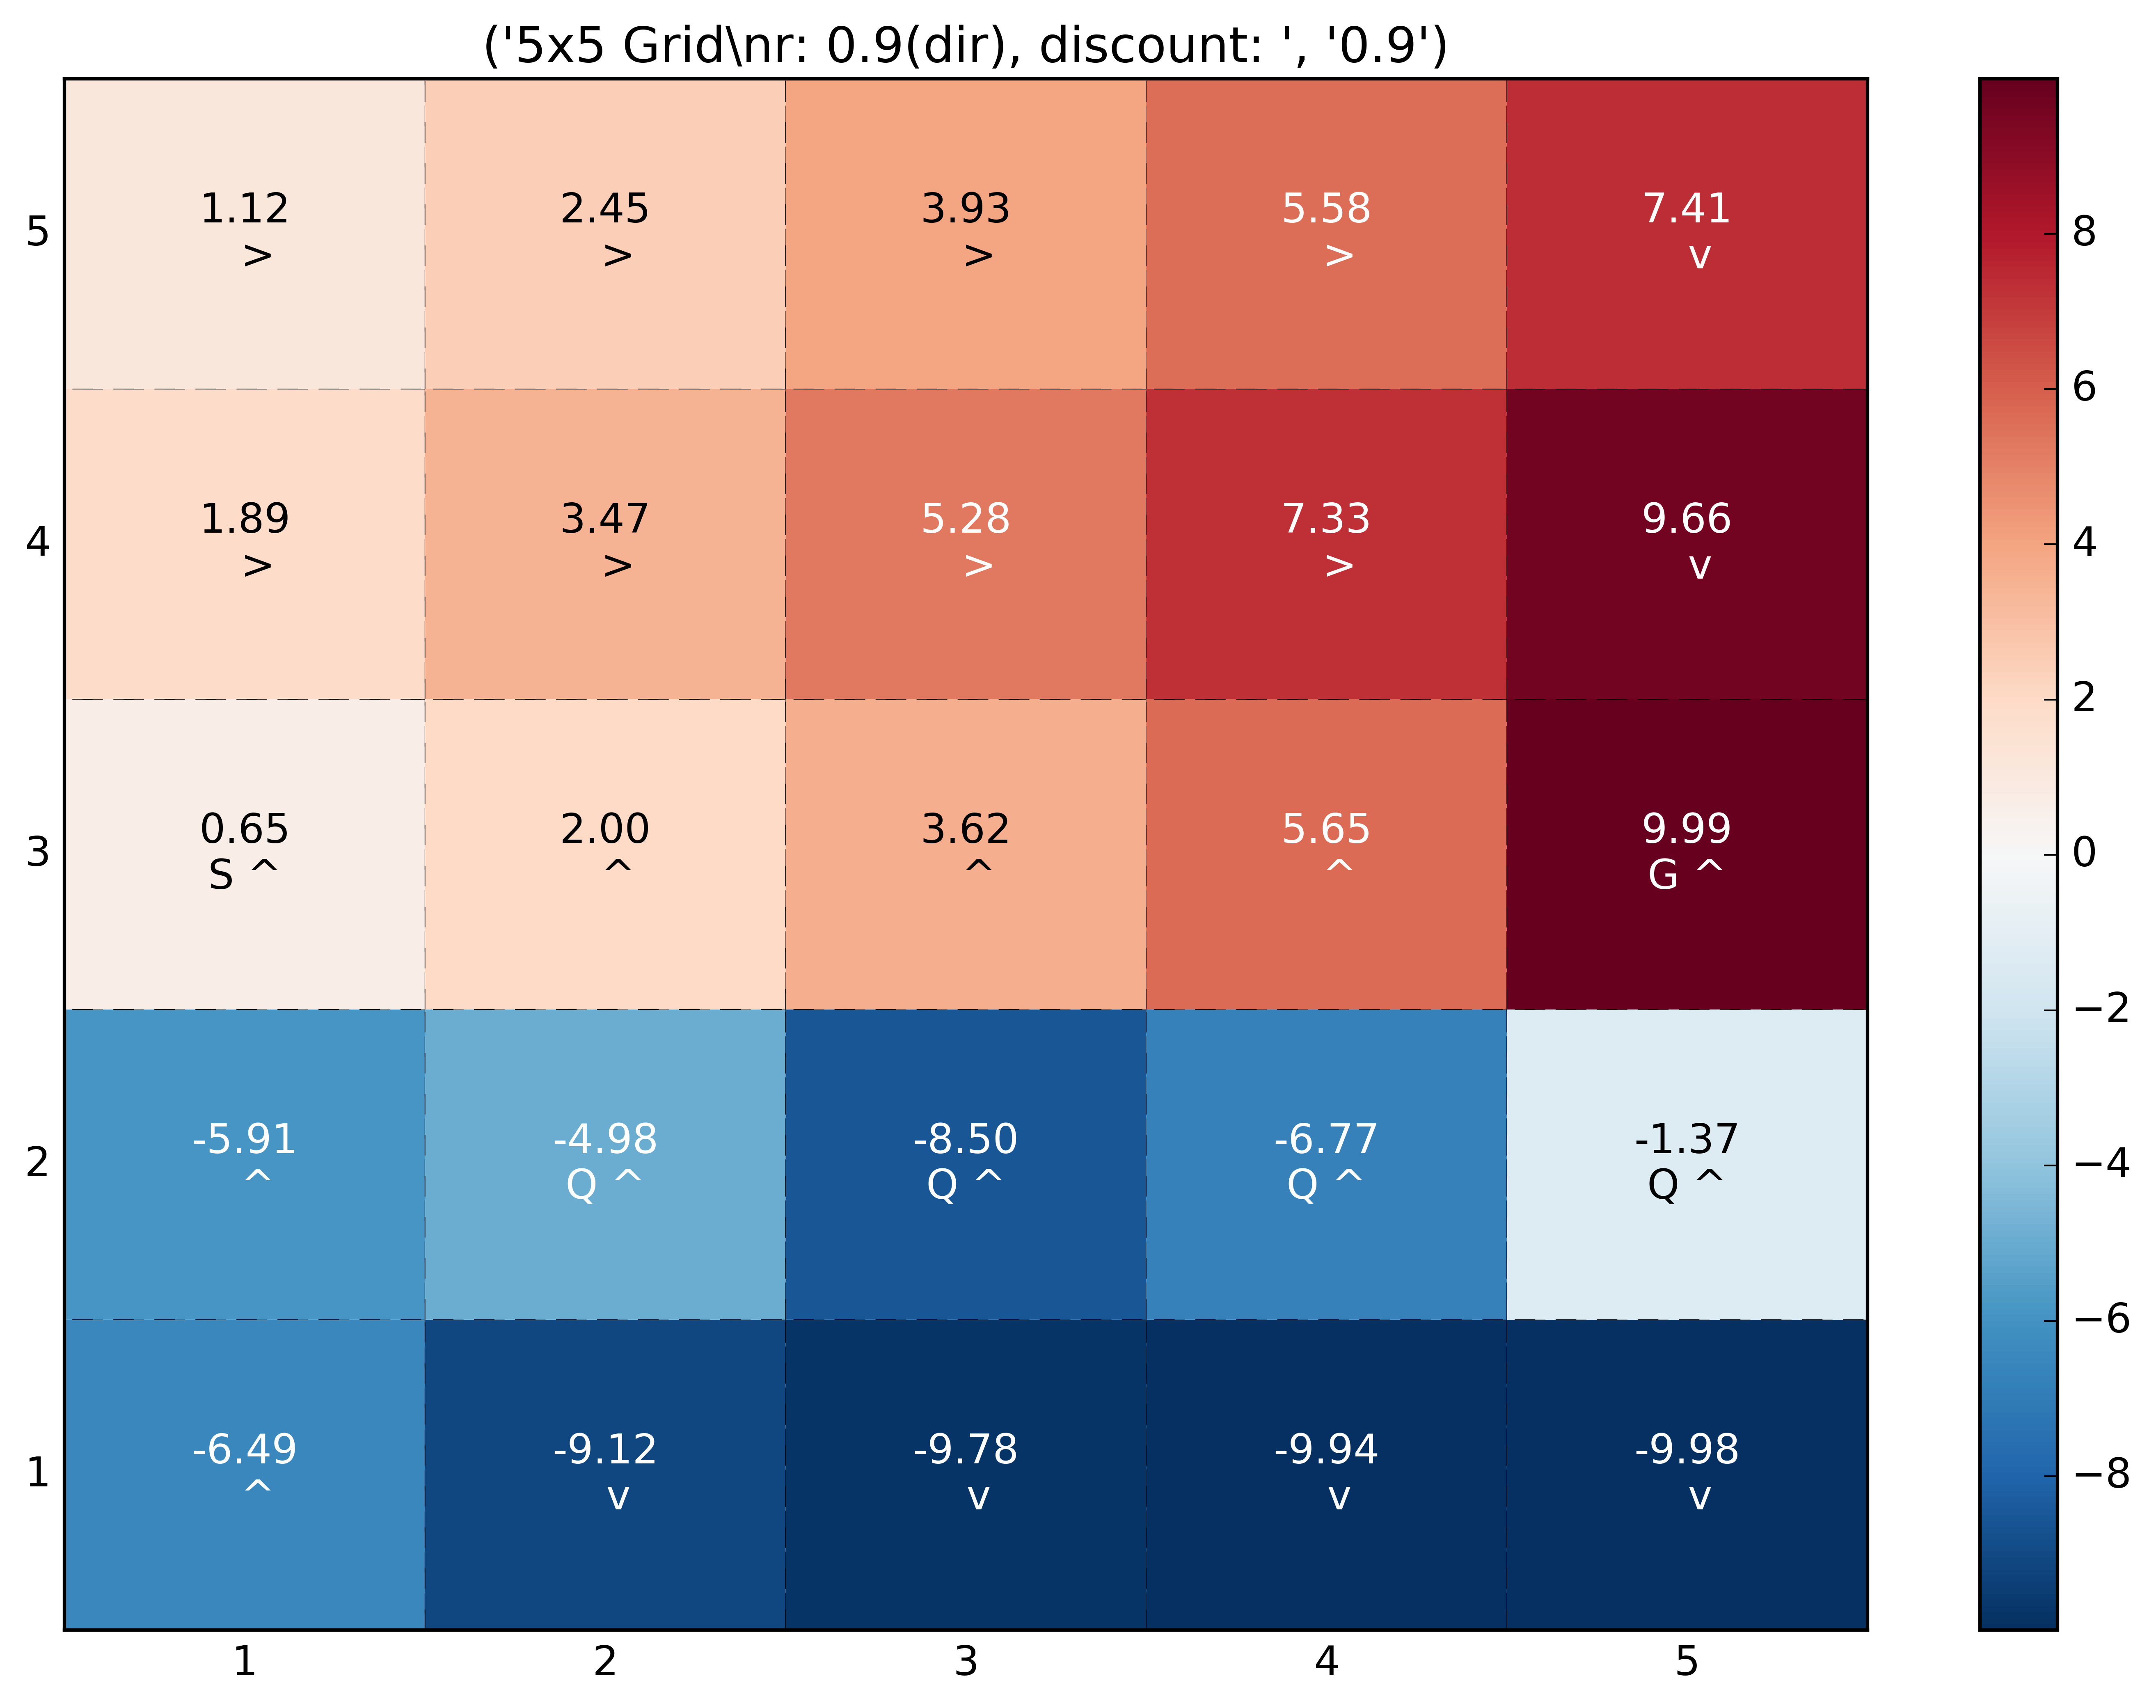 ('5x5 Grid\nr: 0.9(dir), discount: ', '0.9')
5
1.12 2.45 3.93 5.58 7.41
> > > > v
4
1.89 3.47 5.28 7.33 9.66
> > > > v
3
0.65 2.00 3.62 5.65 9.99
S ^ ^ ^ ^ G ^
2
-5.91 -4.98 -8.50 -6.77 -1.37
^ Q ^ Q ^ Q ^ Q ^
1
-6.49 -9.12 -9.78 -9.94 -9.98
^ v v v v
1 2 3 4 5
8
6
4
2
0
−2
−4
−6
−8